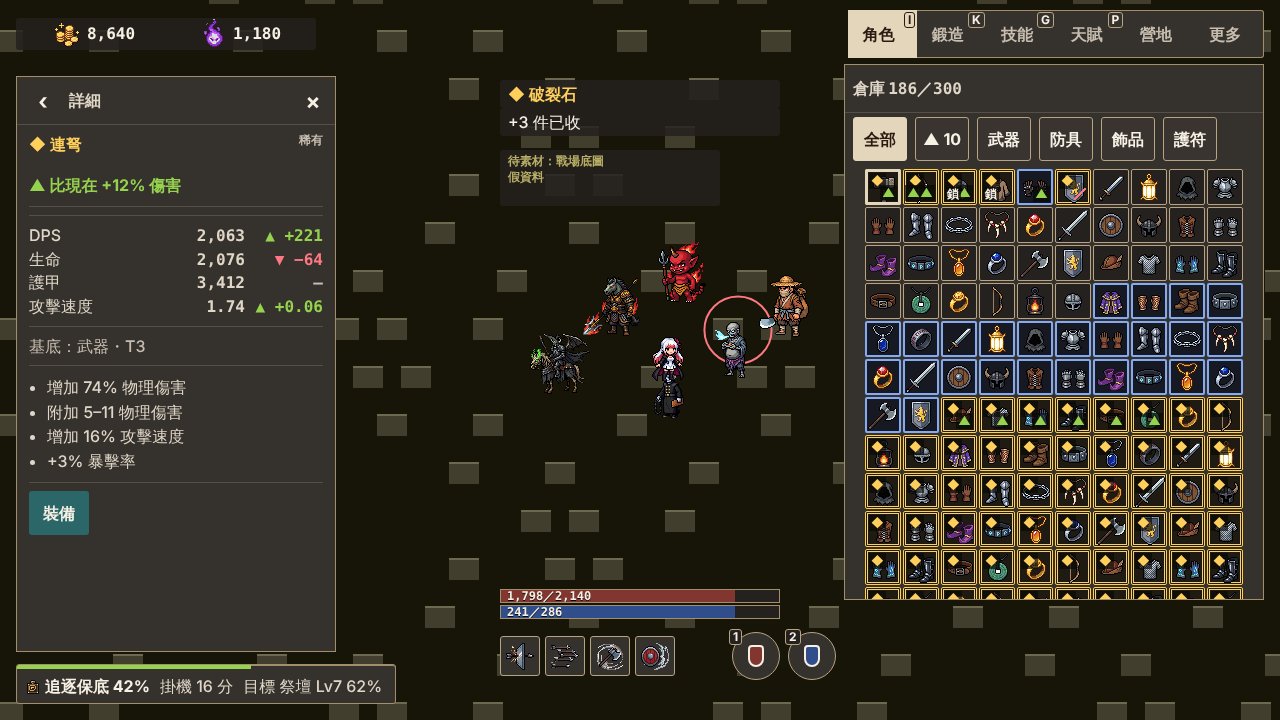 8,640
1,180
角色 I
鍛造 K
技能 G
天賦 P
營地
更多
詳細
◆ 連弩
稀有
▲ 比現在 +12% 傷害
DPS 2,063 ▲ +221
生命 2,076 ▼ −64
護甲 3,412 —
攻擊速度 1.74 ▲ +0.06
基底：武器・T3
• 增加 74% 物理傷害
• 附加 5–11 物理傷害
• 增加 16% 攻擊速度
• +3% 暴擊率
裝備
◆ 破裂石
+3 件已收
待素材：戰場底圖
假資料
倉庫 186／300
全部
▲ 10
武器
防具
飾品
護符
鎖
鎖
1,798／2,140
241／286
1
2
追逐保底 42% 掛機 16 分 目標 祭壇 Lv7 62%